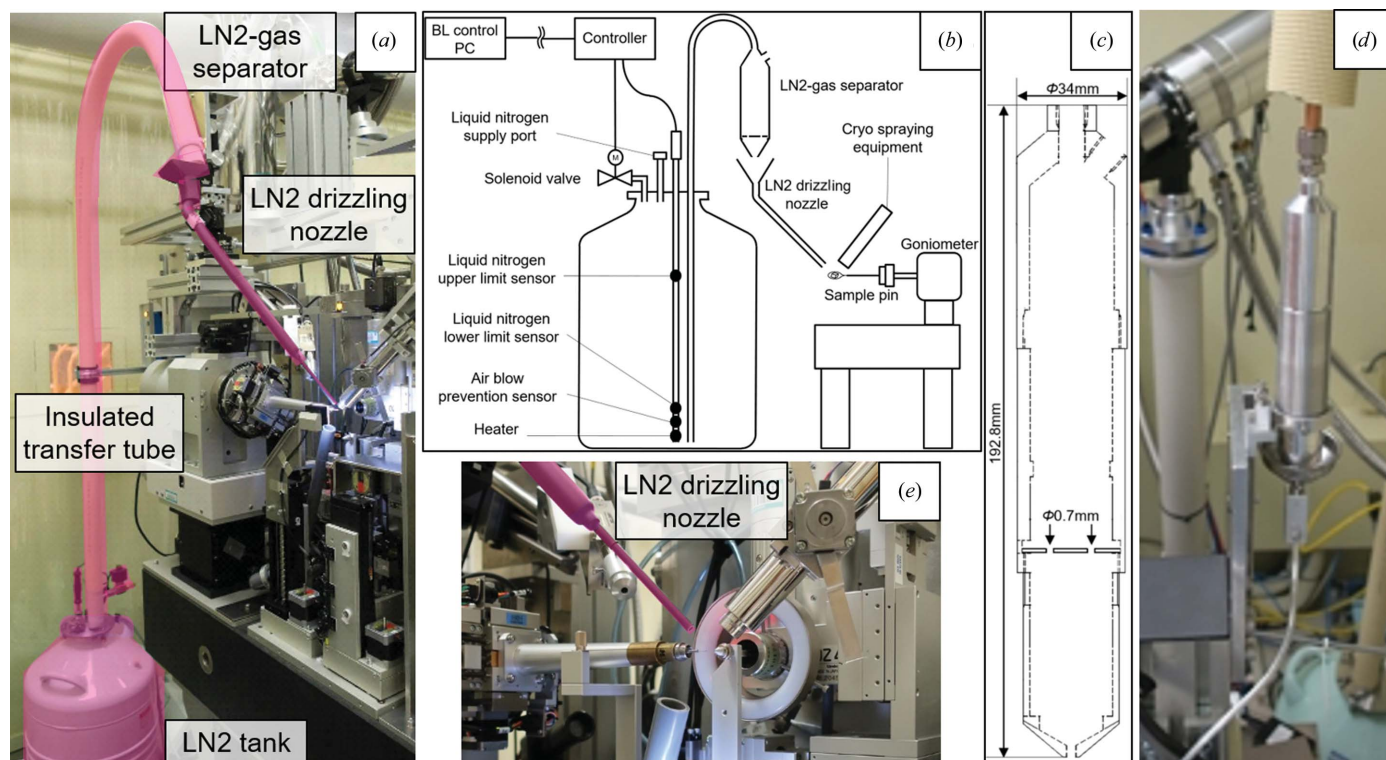 LN2-gas
separator
(a)
LN2 drizzling
nozzle
Insulated
transfer tube
LN2 tank
(b)
BL control
PC
Controller
LN2-gas separator
Liquid nitrogen
supply port
Cryo spraying
equipment
M
Solenoid valve
LN2 drizzling
nozzle
Goniometer
Liquid nitrogen
upper limit sensor
Sample pin
Liquid nitrogen
lower limit sensor
Air blow
prevention sensor
Heater
(c)
Φ34mm
192.8mm
Φ0.7mm
(d)
LN2 drizzling
nozzle
(e)